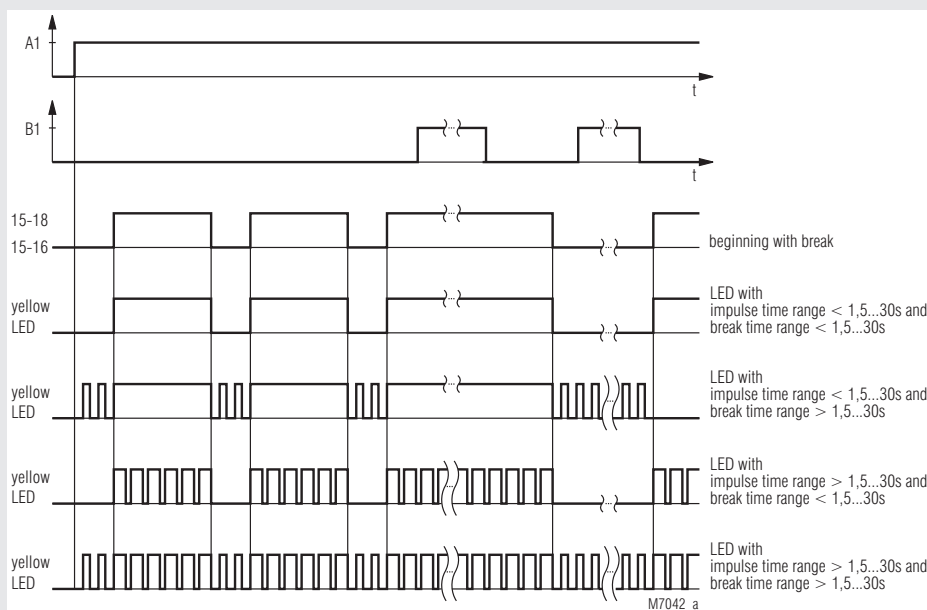 A1
t
B1
t
15-18
15-16
beginning with break
yellow
LED
LED with
impulse time range < 1,5...30s and
break time range < 1,5...30s
yellow
LED
LED with
impulse time range < 1,5...30s and
break time range > 1,5...30s
yellow
LED
LED with
impulse time range > 1,5...30s and
break time range < 1,5...30s
yellow
LED
LED with
impulse time range > 1,5...30s and
break time range > 1,5...30s
M7042_a